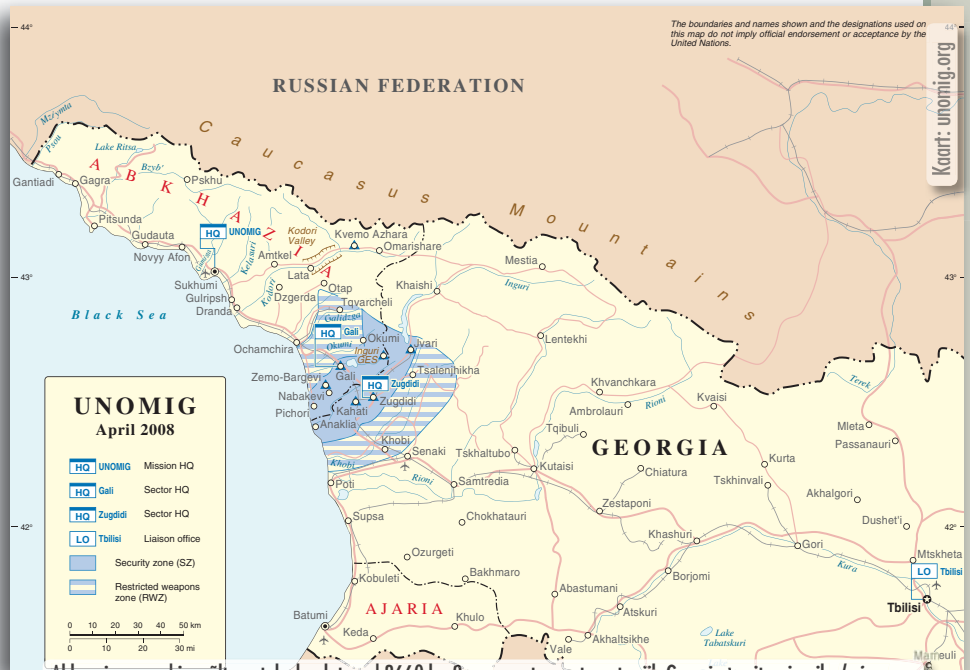 44°
The boundaries and names shown and the designations used on
this map do not imply official endorsement or acceptance by the
United Nations.
44°
Kaart: unomig.org
RUSSIAN FEDERATION
Caucasus Mountains
Mzymta
Psou
Lake Ritsa
Bzyb'
ABKHAZIA
Gantiadi
Gagra
Pskhu
Pitsunda
Gudauta
Novyy Afon
HQ UNOMIG
Kelasuri
Kodori
Valley
Kvemo Azhara
Omarishare
Amtkel
Lata
Mestia
43°
43°
Sukhumi
Gulripsh
Dranda
Kodori
Dzgerda
Otap
Khaishi
Inguri
Tqvarcheli
Galidzga
Black Sea
HQ Gali
Okumi
Okumi
Ochamchira
Inguri
GES
Jvari
Lentekhi
Tsalenjhikha
Zemo-Bargevi
Gali
HQ Zugdidi
Nabakevi
Zugdidi
Pichori
Kahati
Anaklia
Khvanchkara
Ambrolauri
Rioni
Kvaisi
Terek
Tqibuli
Mleta
Passanauri
Khobi
Senaki
Tskhaltubo
GEORGIA
Khobi
Rioni
Kutaisi
Chiatura
Kurta
Poti
Samtredia
Tskhinvali
Akhalgori
Zestaponi
Supsa
Chokhatauri
Dushet'i
42°
Khashuri
Gori
Ozurgeti
Mtskheta
Kura
Kobuleti
Bakhmaro
Borjomi
LO Tbilisi
Abastumani
AJARIA
Atskuri
Tbilisi
Batumi
Khulo
Keda
Akhaltsikhe
Vale
Lake
Tabatskuri
Marneuli
UNOMIG
April 2008
HQ UNOMIG Mission HQ
HQ Gali Sector HQ
HQ Zugdidi Sector HQ
LO Tbilisi Liaison office
Security zone (SZ)
Restricted weapons
zone (RWZ)
0 10 20 30 40 50 km
0 10 20 30 mi
42°